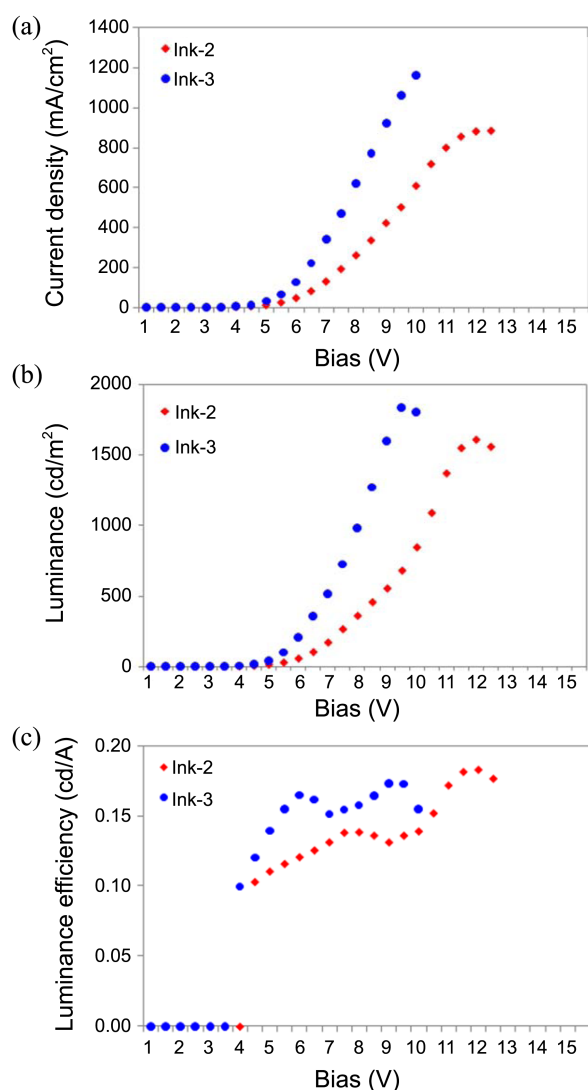 (a)
1400
1200
1000
800
600
400
200
0
Current density (mA/cm²)
Ink-2
Ink-3
1 2 3 4 5 6 7 8 9 10 11 12 13 14 15
Bias (V)
(b)
2000
1500
1000
500
0
Luminance (cd/m²)
Ink-2
Ink-3
1 2 3 4 5 6 7 8 9 10 11 12 13 14 15
Bias (V)
(c)
0.20
0.15
0.10
0.05
0.00
Luminance efficiency (cd/A)
Ink-2
Ink-3
1 2 3 4 5 6 7 8 9 10 11 12 13 14 15
Bias (V)